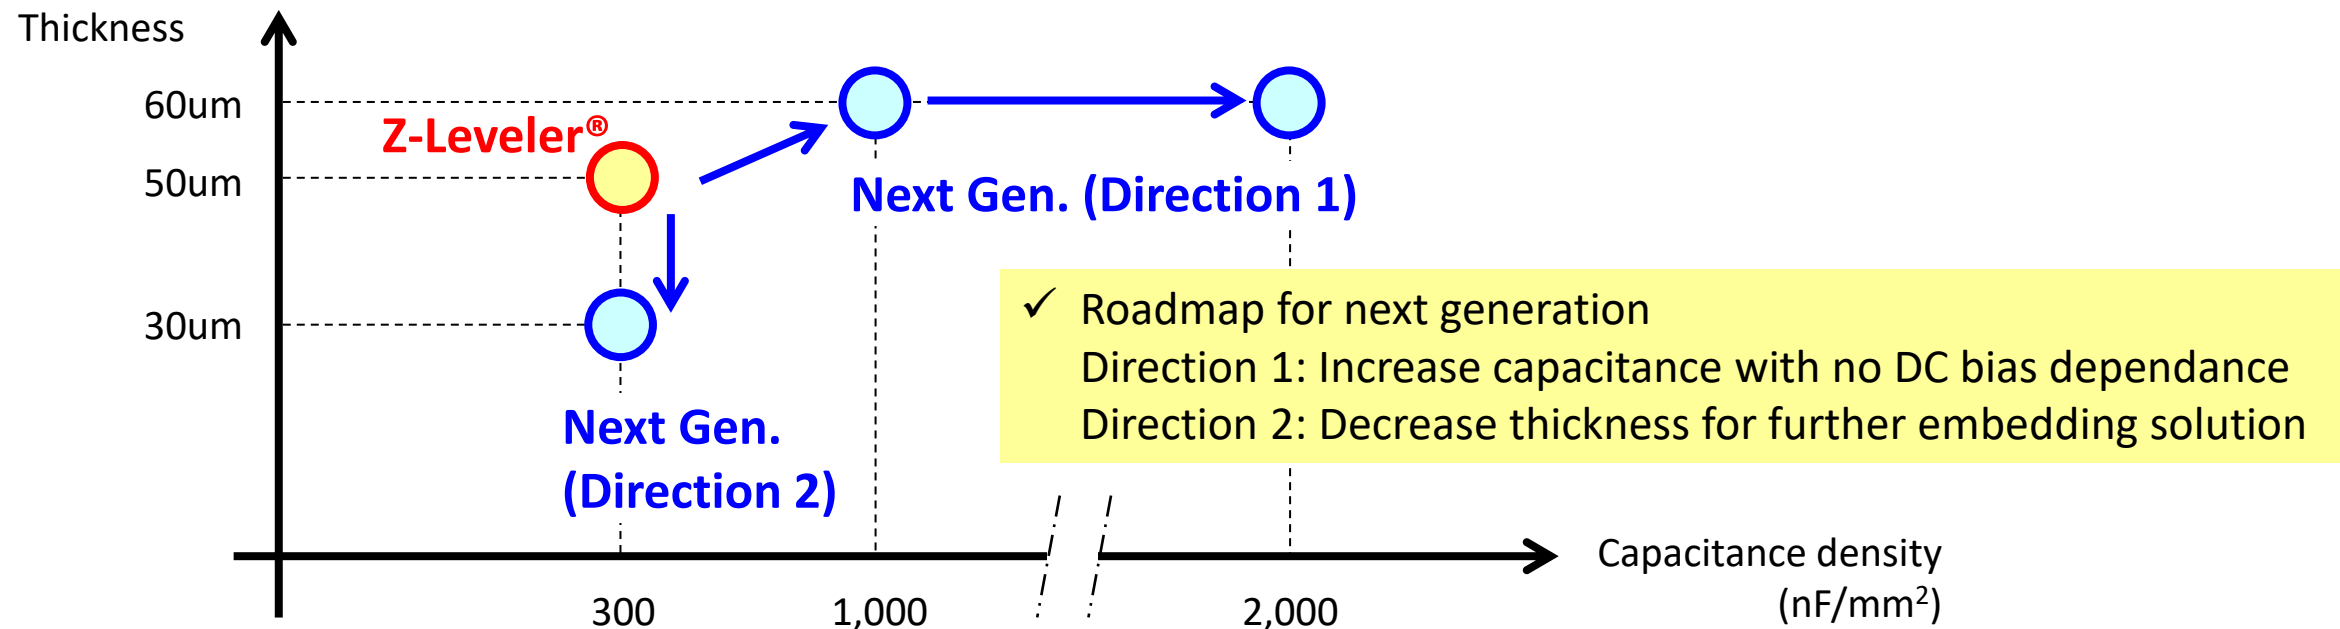 Thickness
60um
Z-Leveler®
50um
Next Gen. (Direction 1)
30um
✓ Roadmap for next generation
Direction 1: Increase capacitance with no DC bias dependance
Direction 2: Decrease thickness for further embedding solution
Next Gen.
(Direction 2)
Capacitance density
(nF/mm²)
300
1,000
2,000